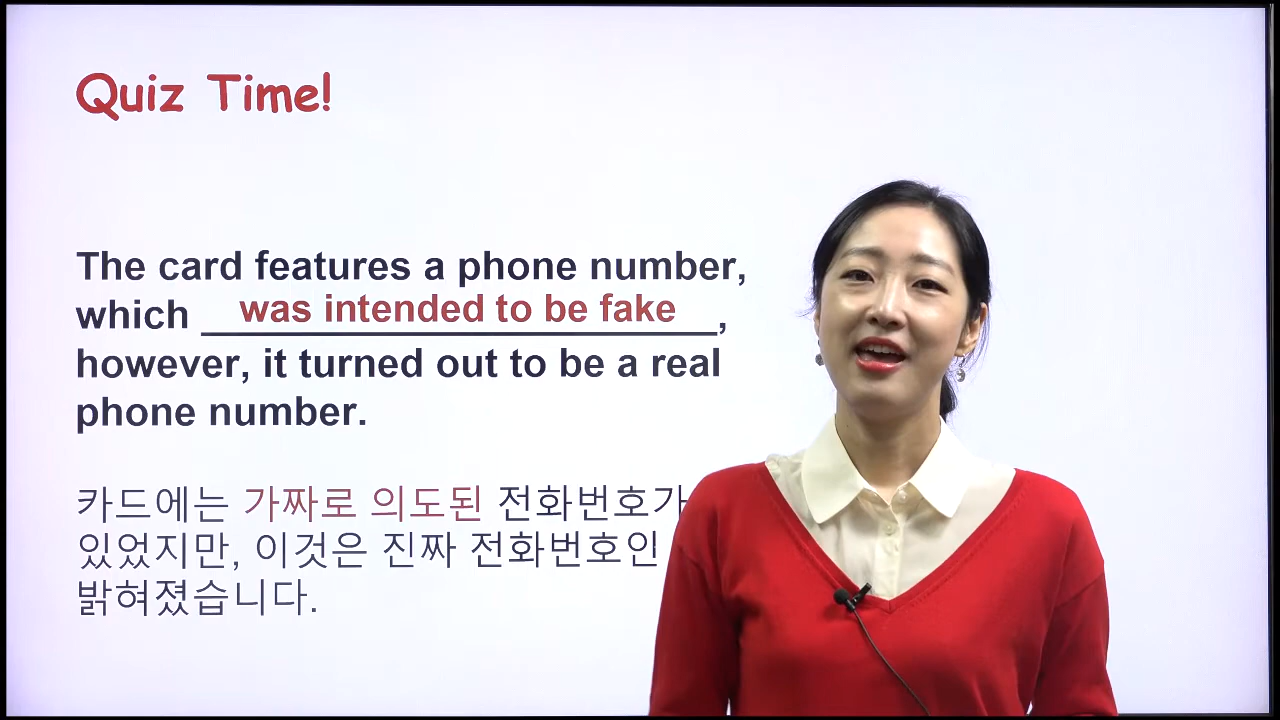 Quiz Time!
The card features a phone number,
which was intended to be fake,
however, it turned out to be a real
phone number.
카드에는 가짜로 의도된 전화번호가
있었지만, 이것은 진짜 전화번호인
밝혀졌습니다.